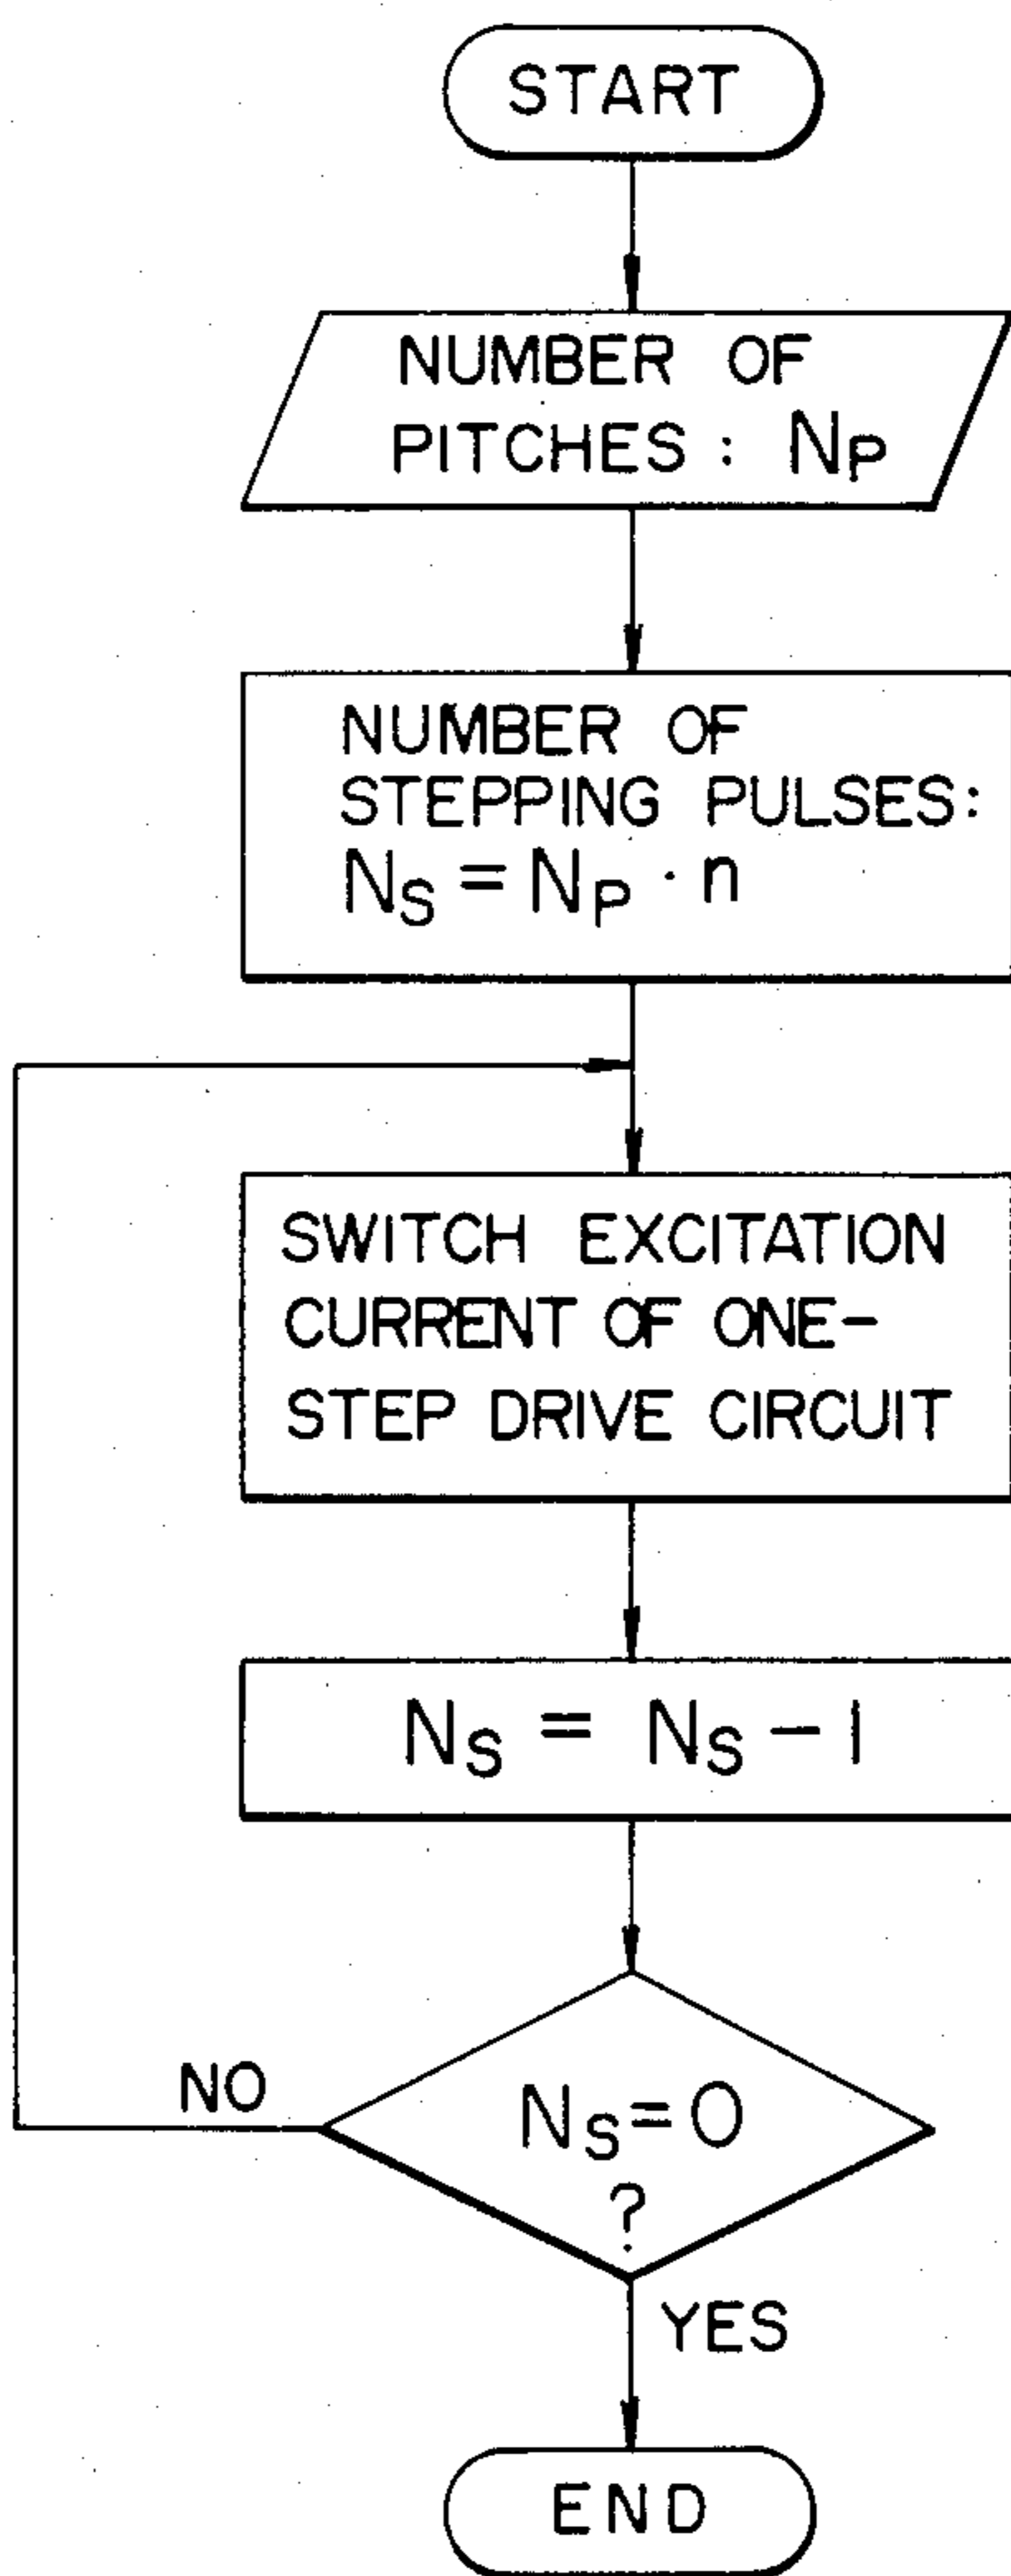 START
NUMBER OF
PITCHES : NP
NUMBER OF
STEPPING PULSES:
NS = NP · n
SWITCH EXCITATION
CURRENT OF ONE-
STEP DRIVE CIRCUIT
NS = NS - 1
NO
NS = 0
?
YES
END